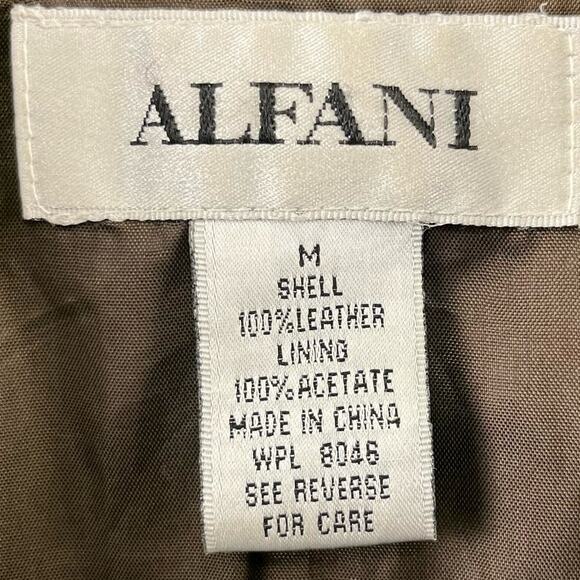 ALFANI
M
SHELL
100%LEATHER
LINING
100%ACETATE
MADE IN CHINA
WPL 8046
SEE REVERSE
FOR CARE